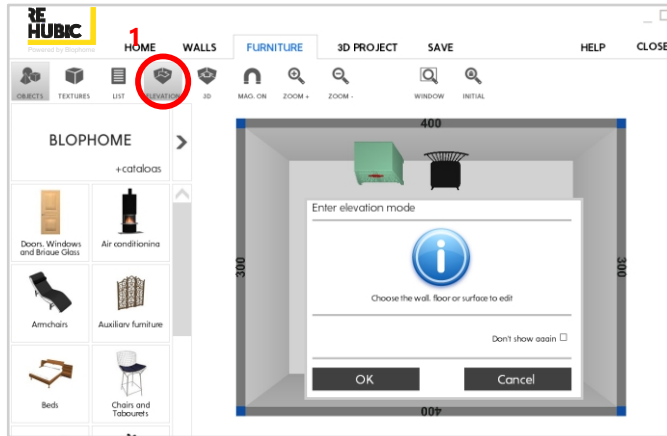 RE
HUBIC
Powered by Blophome
1
HOME WALLS FURNITURE 3D PROJECT SAVE HELP CLOSE
OBJECTS TEXTURES LIST ELEVATION 3D MAG. ON ZOOM + ZOOM - WINDOW INITIAL
BLOPHOME
+catalogs
Doors, Windows
and Brique Glass
Air conditioning
Armchairs
Auxiliary furniture
Beds
Chairs and
Tabourets
400
300
300
400
Enter elevation mode
i
Choose the wall, floor or surface to edit
Don't show again
OK
Cancel